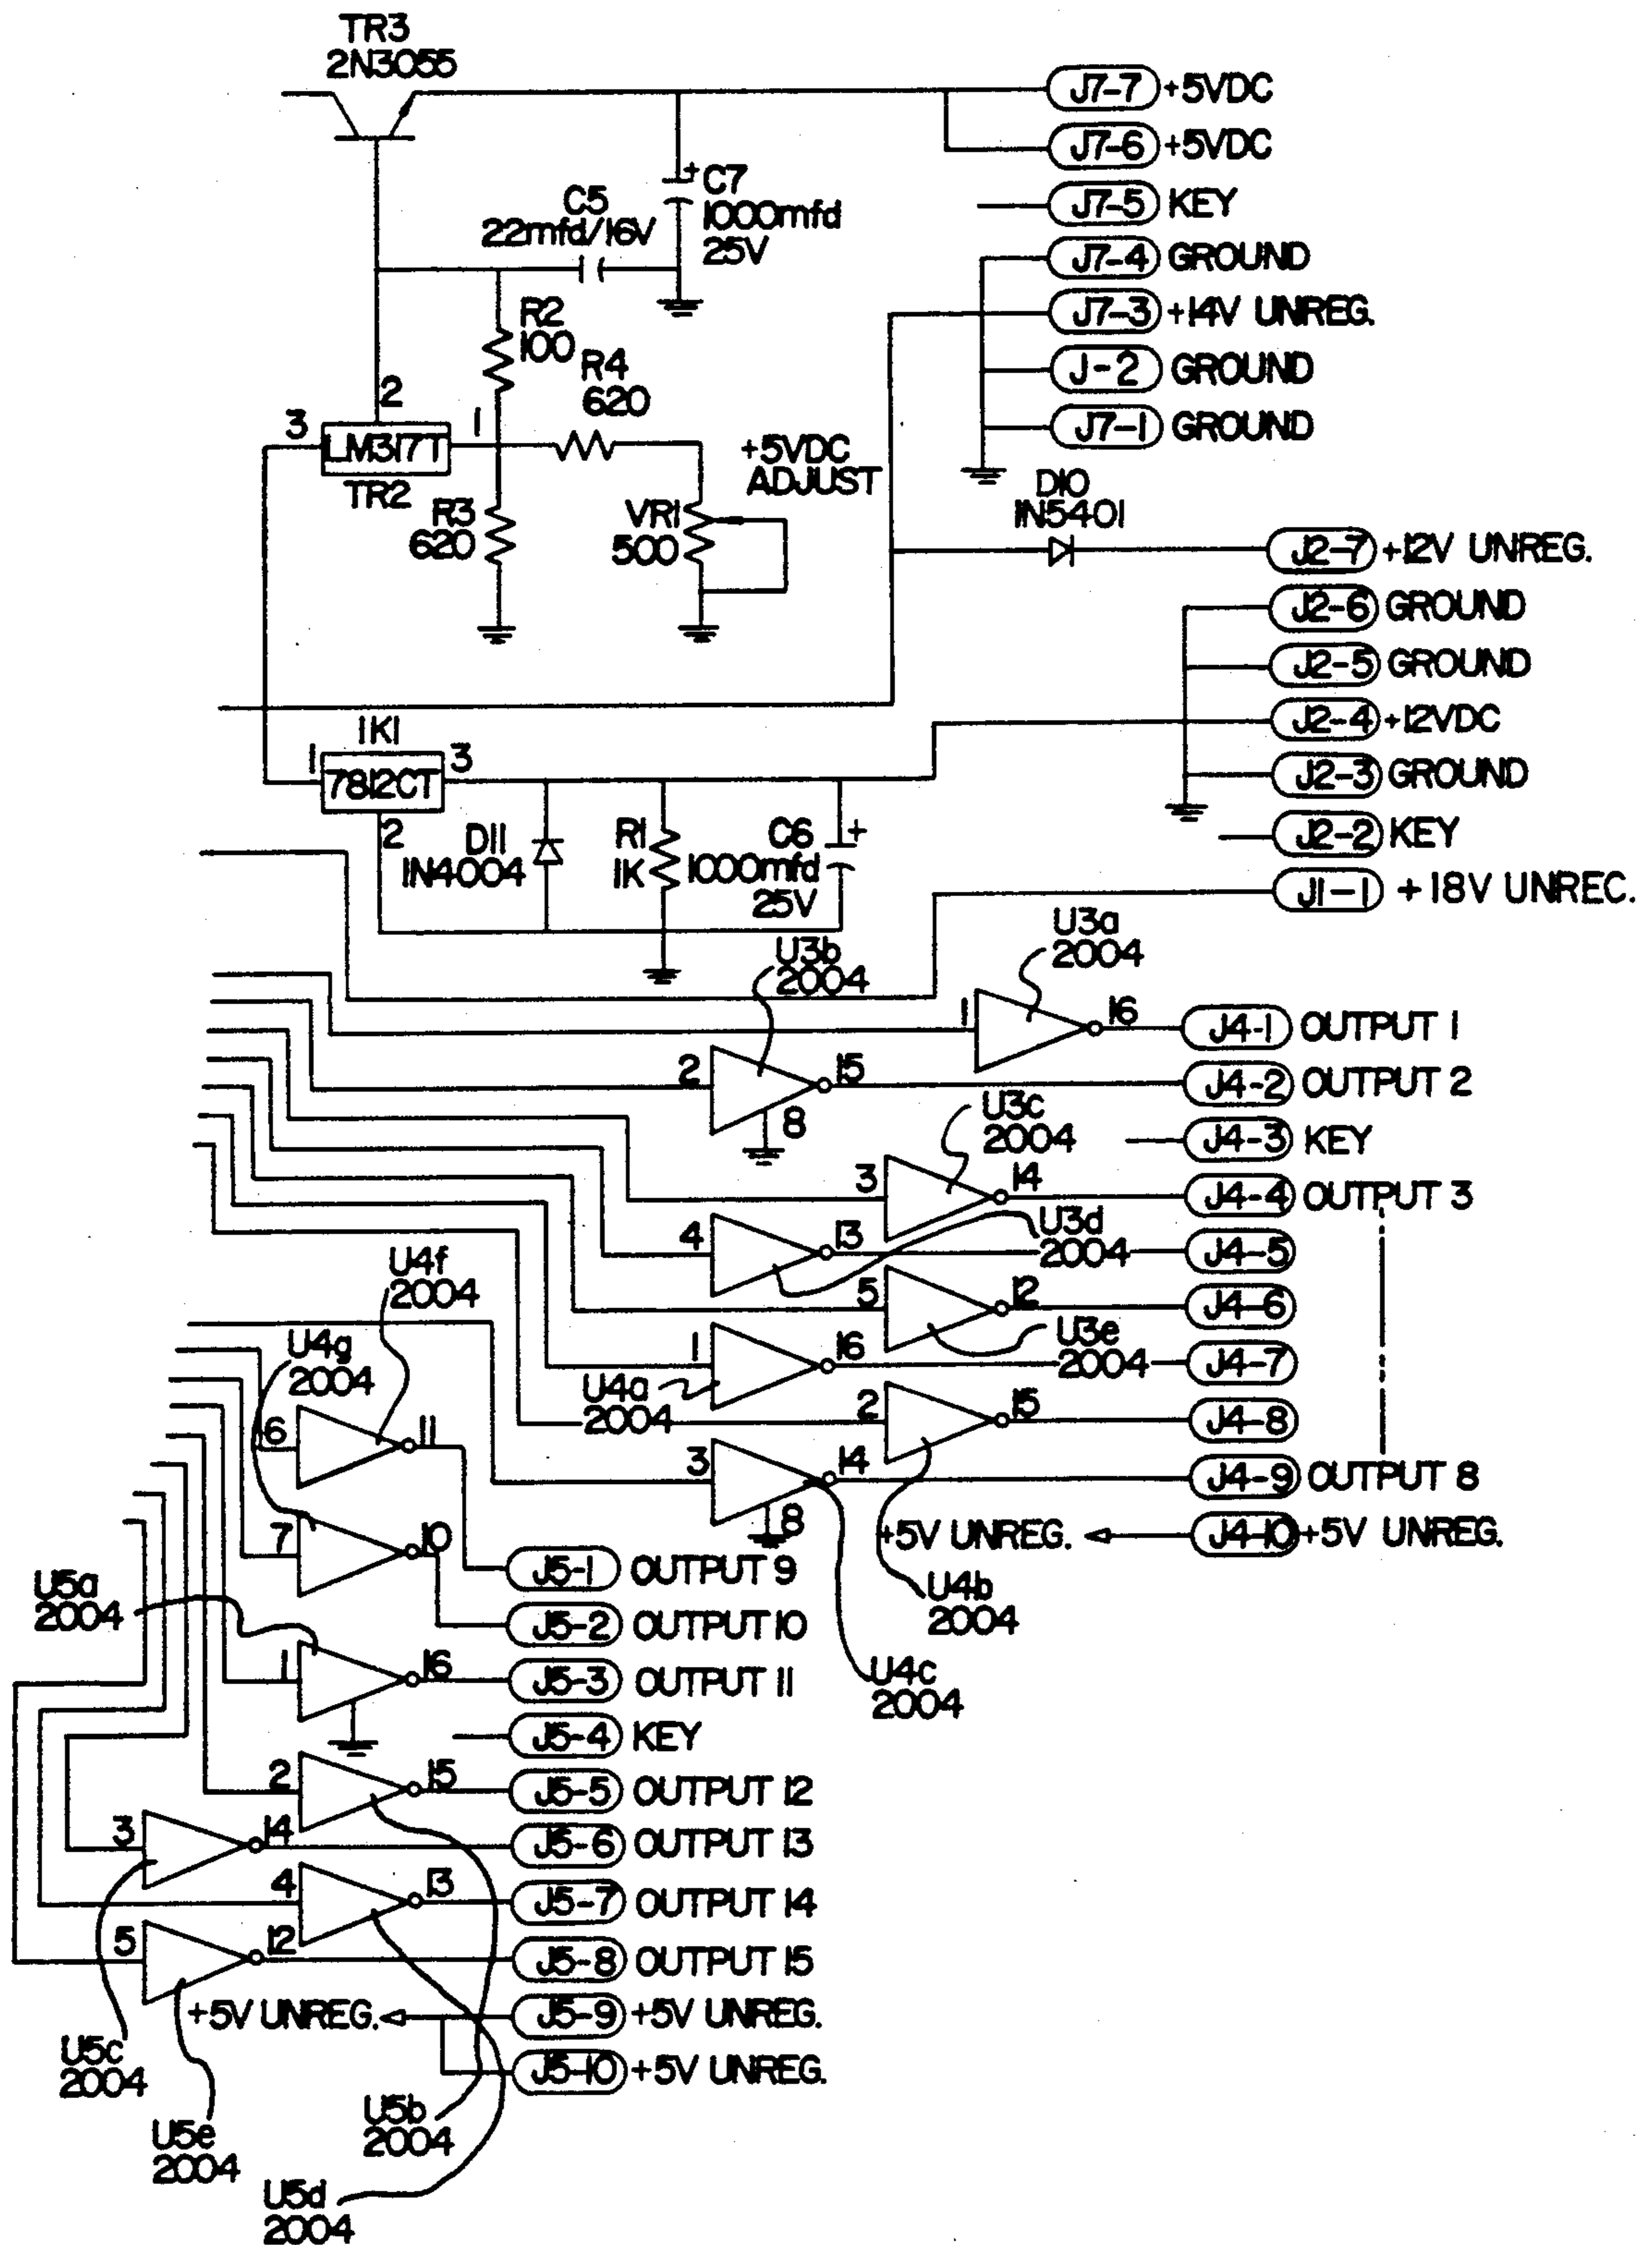 TR3
2N3055
J7-7 +5VDC
J7-6 +5VDC
C7
1000mfd
25V
+
C5
22mfd/16V
J7-5 KEY
J7-4 GROUND
J7-3 +14V UNREG.
J-2 GROUND
J7-1 GROUND
R2
100
R4
620
2
3
1
LM317T
TR2
+5VDC
ADJUST
R3
620
VR1
500
D10
1N5401
J2-7 +12V UNREG.
J2-6 GROUND
J2-5 GROUND
J2-4 +12VDC
J2-3 GROUND
J2-2 KEY
J1-1 +18V UNREC.
1K1
1
7812CT
3
2
D11
1N4004
R1
1K
C6
1000mfd
25V
+
U3a
2004
U3b
2004
1
16
J4-1 OUTPUT 1
2
15
8
J4-2 OUTPUT 2
U3c
2004
J4-3 KEY
3
14
J4-4 OUTPUT 3
4
13
U3d
2004
J4-5
U4f
2004
5
12
J4-6
U4g
2004
1
16
U3e
2004
J4-7
U4a
2004
2
15
J4-8
6
11
3
14
8
J4-9 OUTPUT 8
+5V UNREG.
J4-10 +5V UNREG.
7
10
J5-1 OUTPUT 9
U4b
2004
U5a
2004
J5-2 OUTPUT 10
1
16
J5-3 OUTPUT 11
U4c
2004
J5-4 KEY
2
15
J5-5 OUTPUT 12
3
14
J5-6 OUTPUT 13
4
13
J5-7 OUTPUT 14
5
12
J5-8 OUTPUT 15
+5V UNREG.
J5-9 +5V UNREG.
J5-10 +5V UNREG.
U5c
2004
U5b
2004
U5e
2004
U5d
2004